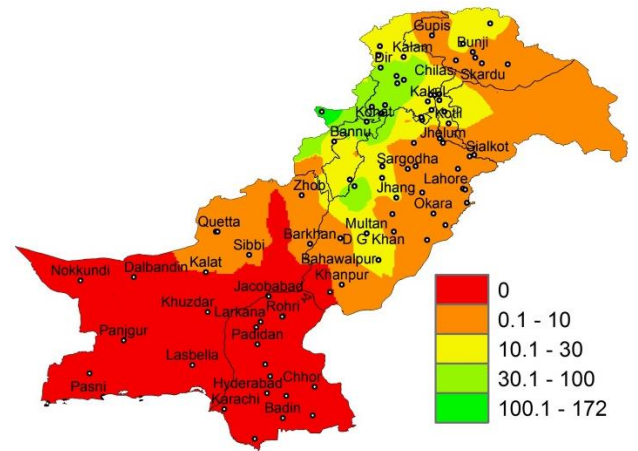 Gupis
Kalam
Bunji
Dir
Chilas
Skardu
Kakul
Kohat
Kotli
Bannu
Jhelum
Sialkot
Sargodha
Zhob
Lahore
Jhang
Okara
Quetta
Multan
Barkhan
D G Khan
Sibbi
Kalat
Bahawalpur
Nokkundi
Dalbandin
Khanpur
Jacobabad
Khuzdar
Larkana
Rohri
Panjgur
Padidan
Lasbella
Pasni
Hyderabad
Chhor
Karachi
Badin
0
0.1 - 10
10.1 - 30
30.1 - 100
100.1 - 172